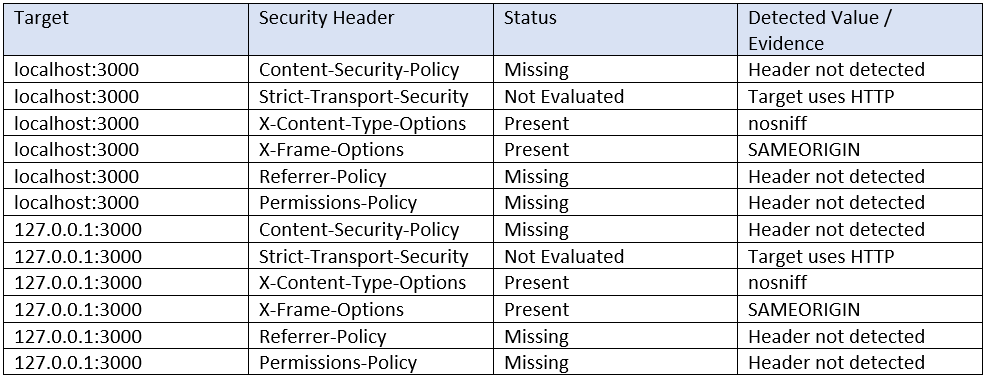 Target Security Header Status Detected Value /
Evidence
localhost:3000 Content-Security-Policy Missing Header not detected
localhost:3000 Strict-Transport-Security Not Evaluated Target uses HTTP
localhost:3000 X-Content-Type-Options Present nosniff
localhost:3000 X-Frame-Options Present SAMEORIGIN
localhost:3000 Referrer-Policy Missing Header not detected
localhost:3000 Permissions-Policy Missing Header not detected
127.0.0.1:3000 Content-Security-Policy Missing Header not detected
127.0.0.1:3000 Strict-Transport-Security Not Evaluated Target uses HTTP
127.0.0.1:3000 X-Content-Type-Options Present nosniff
127.0.0.1:3000 X-Frame-Options Present SAMEORIGIN
127.0.0.1:3000 Referrer-Policy Missing Header not detected
127.0.0.1:3000 Permissions-Policy Missing Header not detected